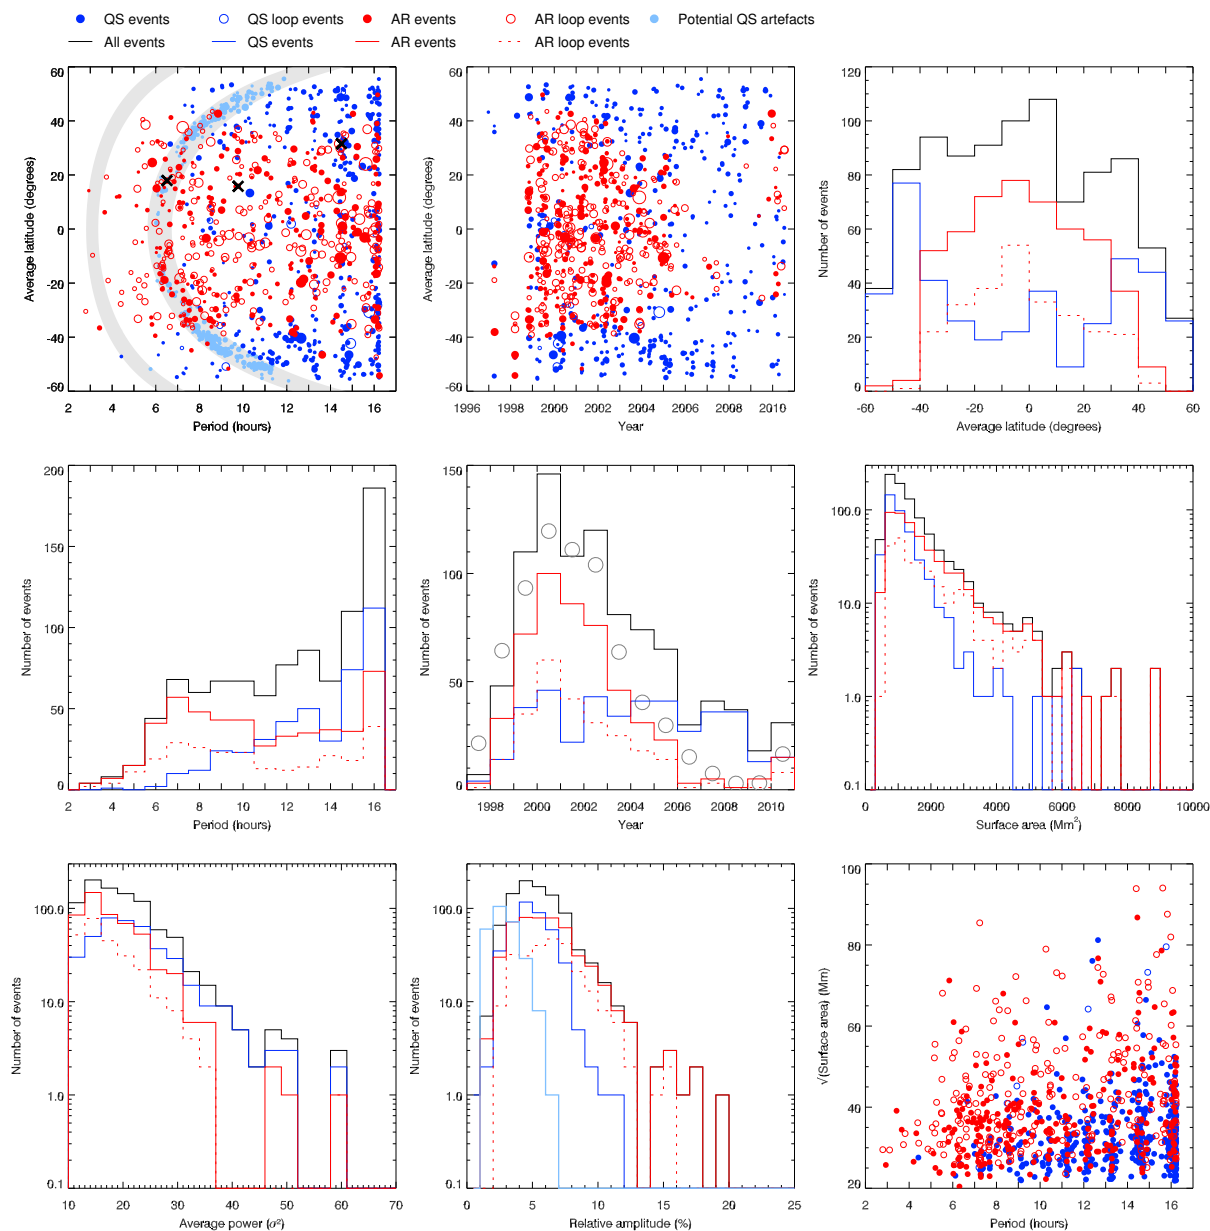 QS events QS loop events AR events AR loop events Potential QS artefacts
All events QS events AR events AR loop events
60
40
20
0
-20
-40
-60
Average latitude (degrees)
2 4 6 8 10 12 14 16
Period (hours)
60
40
20
0
-20
-40
-60
Average latitude (degrees)
1996 1998 2000 2002 2004 2006 2008 2010
Year
120
100
80
60
40
20
0
Number of events
-60 -40 -20 0 20 40 60
Average latitude (degrees)
200
150
100
50
0
Number of events
2 4 6 8 10 12 14 16
Period (hours)
150
100
50
0
Number of events
1998 2000 2002 2004 2006 2008 2010
Year
100.0
10.0
1.0
0.1
Number of events
0 2000 4000 6000 8000 10000
Surface area (Mm²)
100.0
10.0
1.0
0.1
Number of events
10 20 30 40 50 60 70
Average power (σ²)
100.0
10.0
1.0
0.1
Number of events
0 5 10 15 20 25
Relative amplitude (%)
100
80
60
40
20
√(Surface area) (Mm)
2 4 6 8 10 12 14 16
Period (hours)